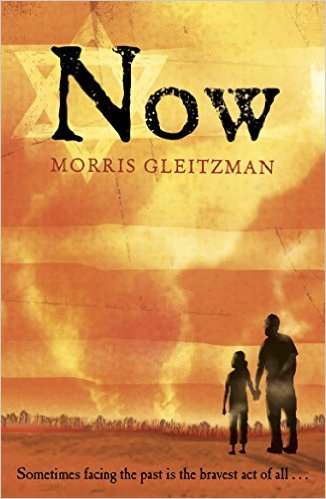 Now
MORRIS GLEITZMAN
Sometimes facing the past is the bravest act of all . . .